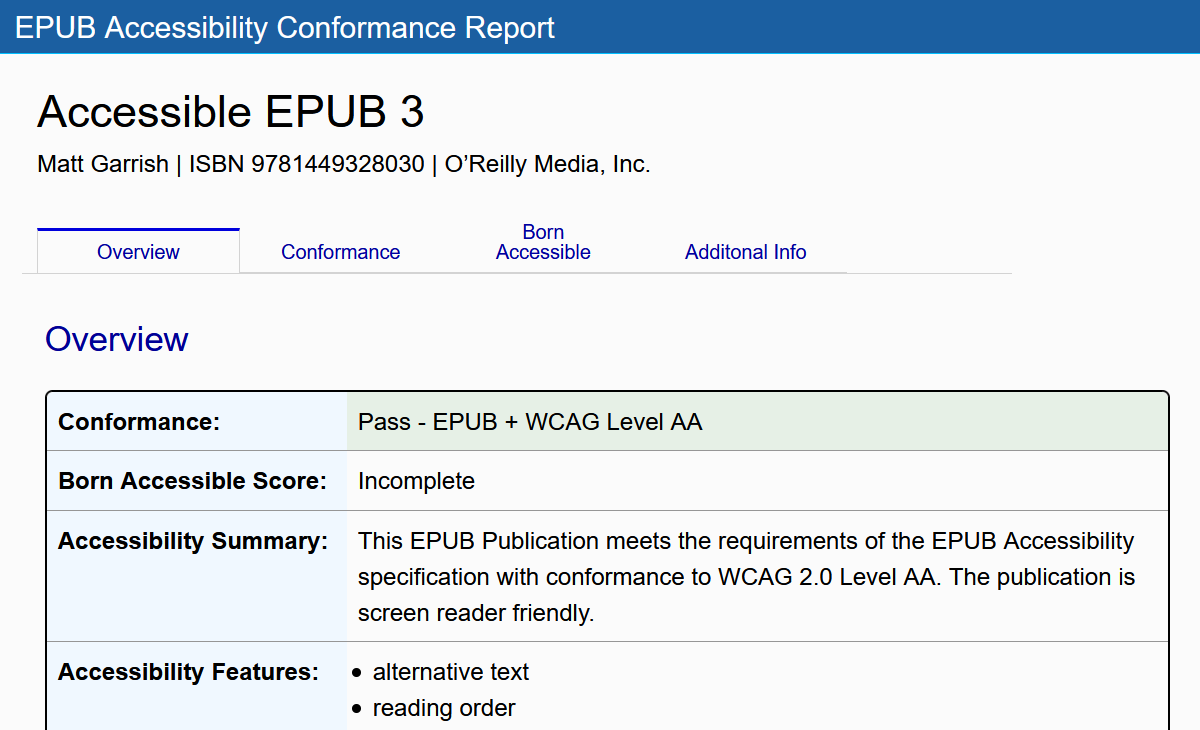 EPUB Accessibility Conformance Report
Accessible EPUB 3
Matt Garrish | ISBN 9781449328030 | O’Reilly Media, Inc.
Overview
Conformance
Born
Accessible
Additonal Info
Overview
Conformance:
Pass - EPUB + WCAG Level AA
Born Accessible Score:
Incomplete
Accessibility Summary:
This EPUB Publication meets the requirements of the EPUB Accessibility
specification with conformance to WCAG 2.0 Level AA. The publication is
screen reader friendly.
Accessibility Features:
• alternative text
• reading order